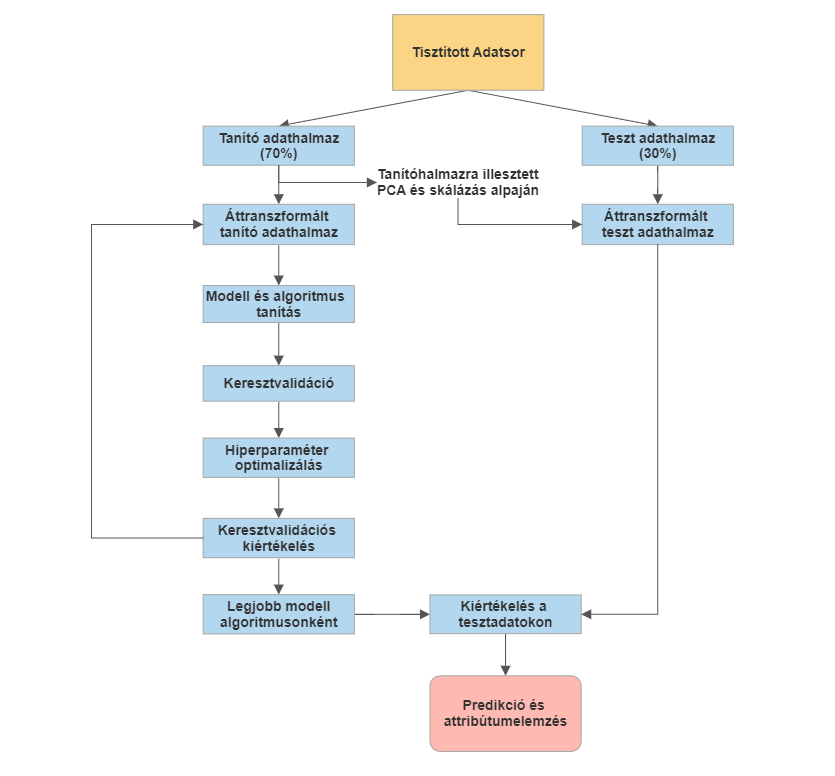 Tisztított Adatsor
Tanító adathalmaz
(70%)
Teszt adathalmaz
(30%)
Tanítóhalmazra illesztett
PCA és skálázás alpaján
Áttranszformált
tanító adathalmaz
Áttranszformált
teszt adathalmaz
Modell és algoritmus
tanítás
Keresztvalidáció
Hiperparaméter
optimalizálás
Keresztvalidációs
kiértékelés
Legjobb modell
algoritmusonként
Kiértékelés a
tesztadatokon
Predikció és
attribútumelemzés